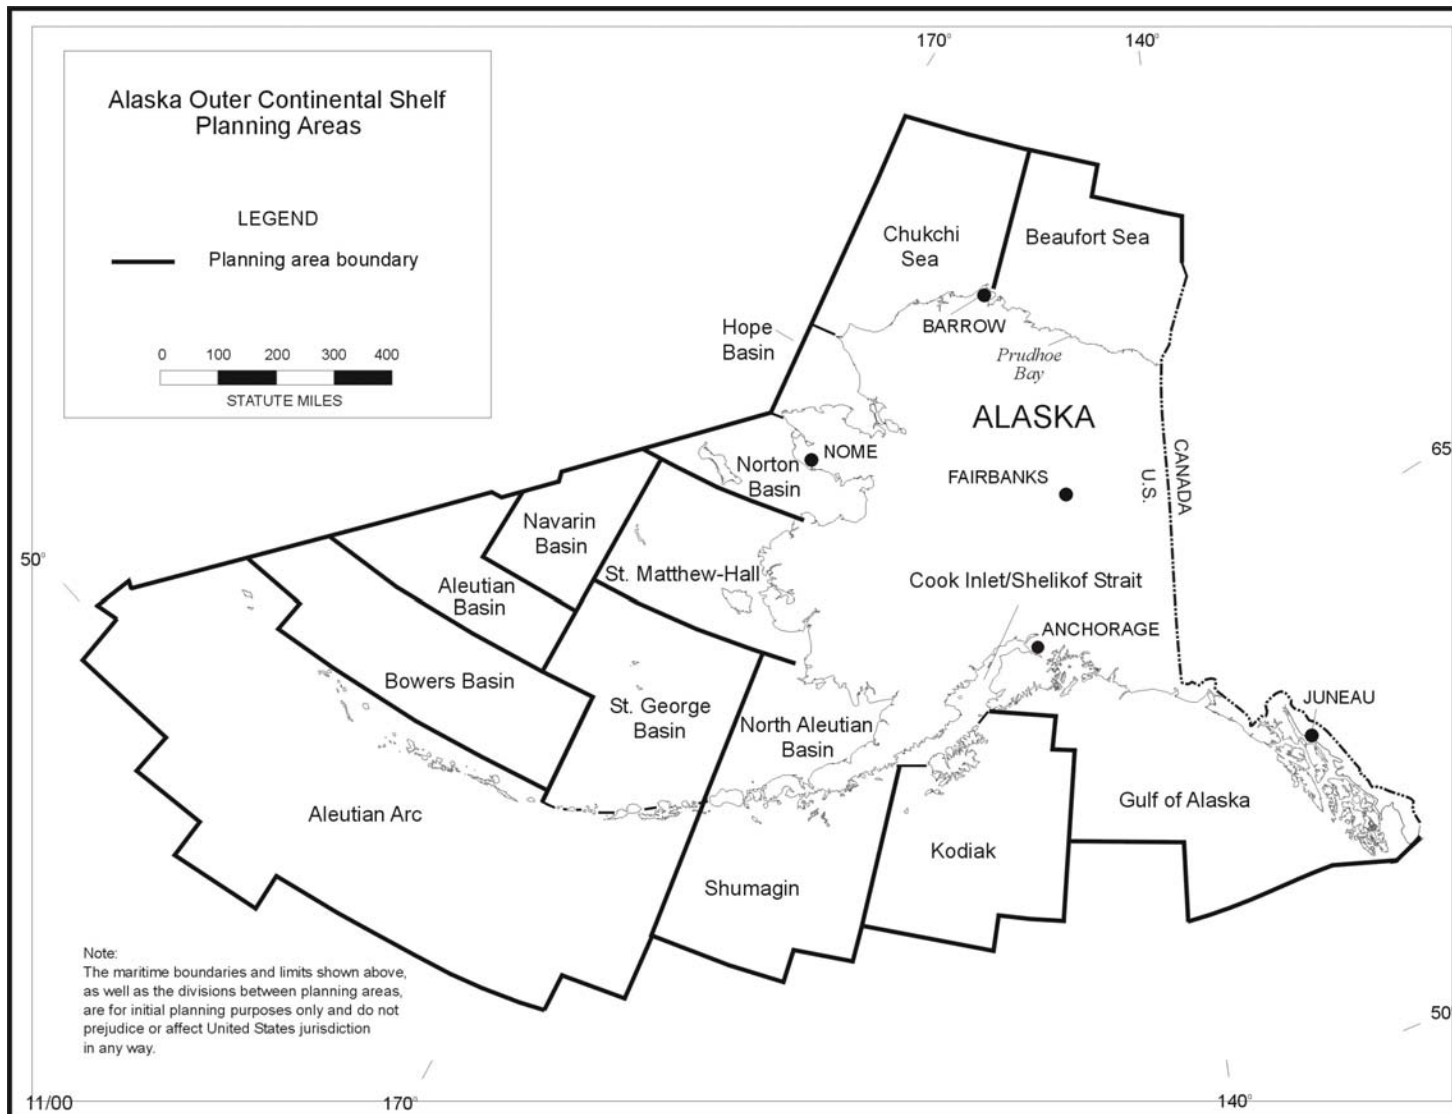 170°
140°
Alaska Outer Continental Shelf
Planning Areas
LEGEND
Planning area boundary
0 100 200 300 400
STATUTE MILES
Chukchi
Sea
Beaufort Sea
BARROW
Hope
Basin
Prudhoe
Bay
ALASKA
NOME
Norton
Basin
FAIRBANKS
CANADA
U.S.
65
50°
Navarin
Basin
Aleutian
Basin
St. Matthew-Hall
Cook Inlet/Shelikof Strait
ANCHORAGE
Bowers Basin
St. George
Basin
North Aleutian
Basin
JUNEAU
Aleutian Arc
Gulf of Alaska
Kodiak
Shumagin
Note:
The maritime boundaries and limits shown above,
as well as the divisions between planning areas,
are for initial planning purposes only and do not
prejudice or affect United States jurisdiction
in any way.
50°
11/00
170°
140°